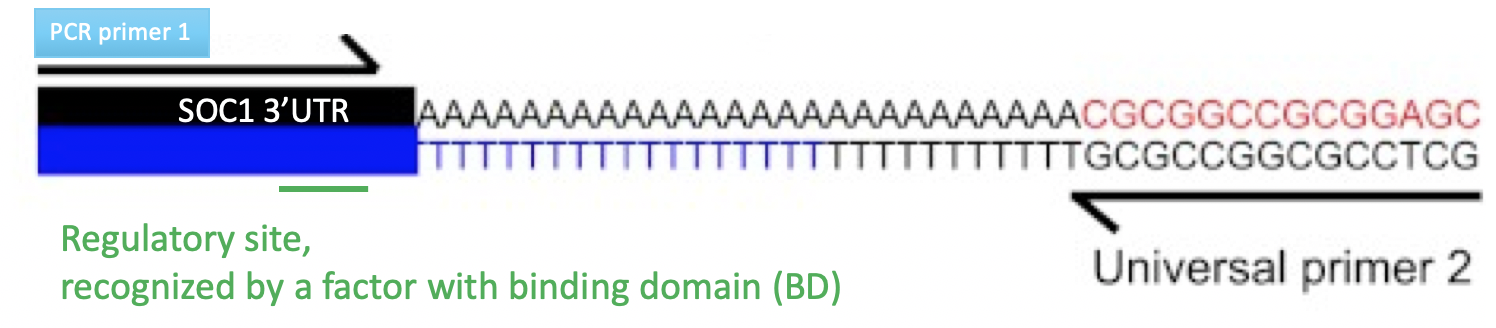 PCR primer 1
SOC1 3'UTR
AAAAAAAAAAAAAAAAAAAAAAAAAAACGCGGCCGCGGAGC
TTTTTTTTTTTTTTTTTTTTTTTTTTTTGCGCCGGCGCCTCG
Regulatory site,
recognized by a factor with binding domain (BD)
Universal primer 2